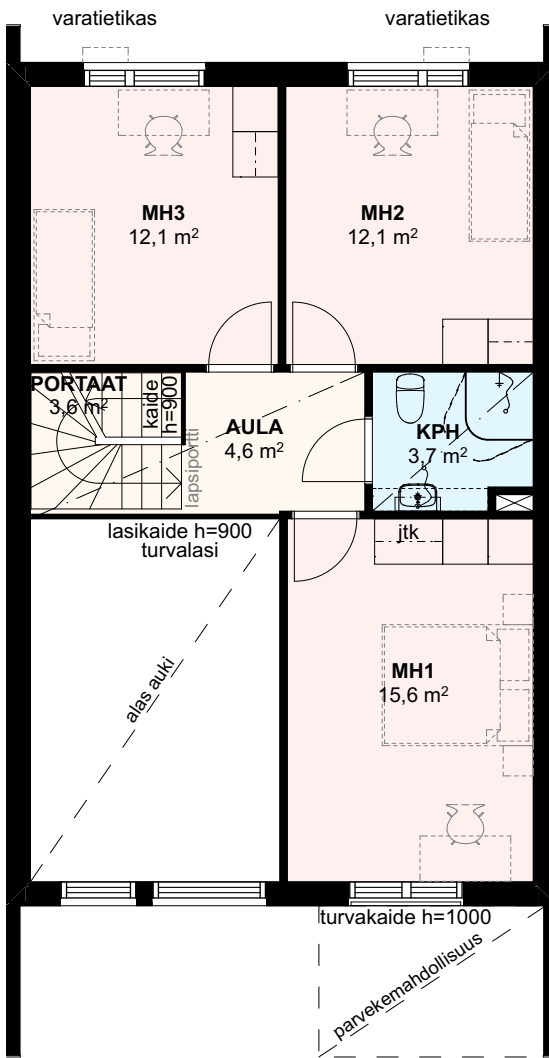 varatietikas
varatietikas
MH3
12,1 m²
MH2
12,1 m²
PORTAAT
3,6 m²
kaide
h=900
lapsiportti
AULA
4,6 m²
KPH
3,7 m²
lasikaide h=900
turvalasi
jtk
alas auki
MH1
15,6 m²
turvakaide h=1000
parvekemahdollisuus